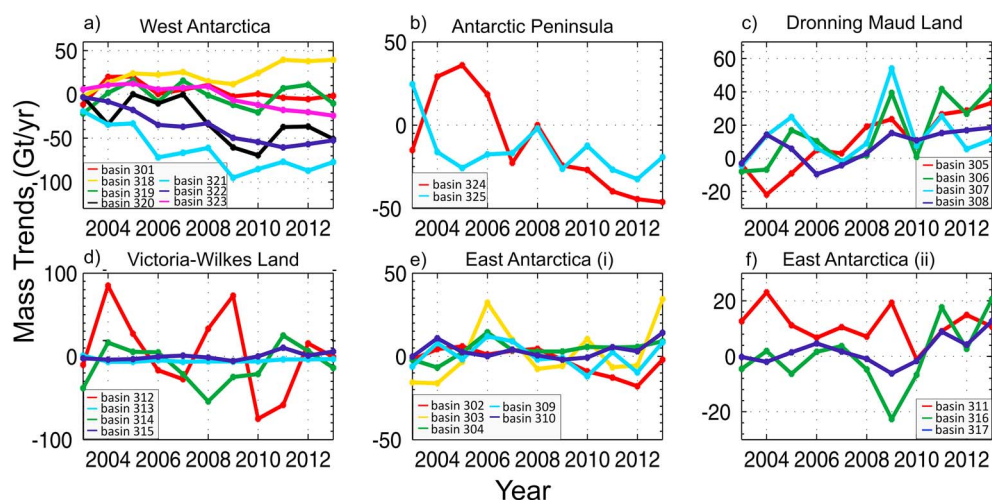 a) West Antarctica
b) Antarctic Peninsula
c) Dronning Maud Land
Mass Trends,(Gt/yr)
50
0
-50
-100
basin 301
basin 318
basin 319
basin 320
basin 321
basin 322
basin 323
2004 2006 2008 2010 2012
50
0
-50
basin 324
basin 325
2004 2006 2008 2010 2012
60
40
20
0
-20
basin 305
basin 306
basin 307
basin 308
2004 2006 2008 2010 2012
d) Victoria-Wilkes Land
e) East Antarctica (i)
f) East Antarctica (ii)
100
0
-100
basin 312
basin 313
basin 314
basin 315
2004 2006 2008 2010 2012
50
0
-50
basin 302
basin 303
basin 304
basin 309
basin 310
2004 2006 2008 2010 2012
20
0
-20
basin 311
basin 316
basin 317
2004 2006 2008 2010 2012
Year